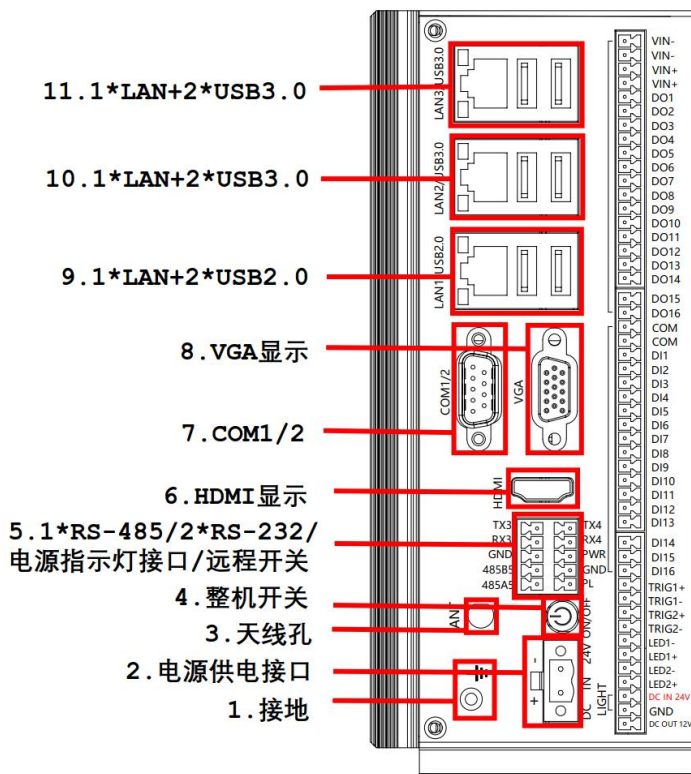 11.1*LAN+2*USB3.0
10.1*LAN+2*USB3.0
9.1*LAN+2*USB2.0
8.VGA显示
7.COM1/2
6.HDMI显示
5.1*RS-485/2*RS-232/
电源指示灯接口/远程开关
4.整机开关
3.天线孔
2.电源供电接口
1.接地
LAN3/USB3.0
LAN2/USB3.0
LAN1/USB2.0
COM1/2
VGA
HDMI
TX3 TX4
RX3 RX4
GND PWR
485B5 GND
485A5 PL
ANT
ON/OFF
DC IN 24V
- +
LIGHT
VIN-
VIN-
VIN+
VIN+
DO1
DO2
DO3
DO4
DO5
DO6
DO7
DO8
DO9
DO10
DO11
DO12
DO13
DO14
DO15
DO16
COM
COM
DI1
DI2
DI3
DI4
DI5
DI6
DI7
DI8
DI9
DI10
DI11
DI12
DI13
DI14
DI15
DI16
TRIG1+
TRIG1-
TRIG2+
TRIG2-
LED1-
LED1+
LED2-
LED2+
DC IN 24V
GND
DC OUT 12V